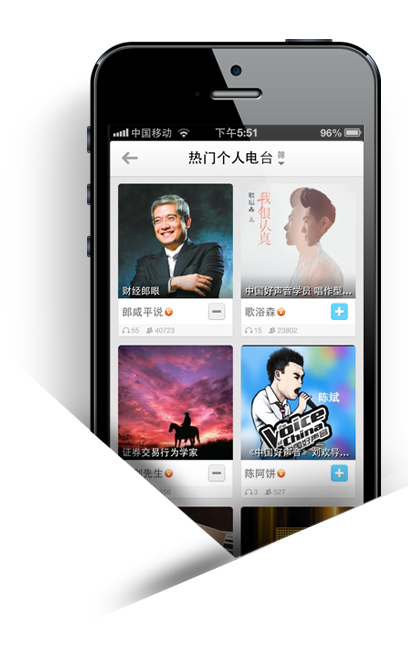 中国移动
下午5:51
96%
热门个人电台
财经郎眼
郎咸平说
55
40723
我很认真
中国好声音学员 唱作型...
歌浴森
15
23802
证券交易行为学家
先生
陈斌
The Voice of China
《中国好声音》刘欢导...
陈阿饼
3
527